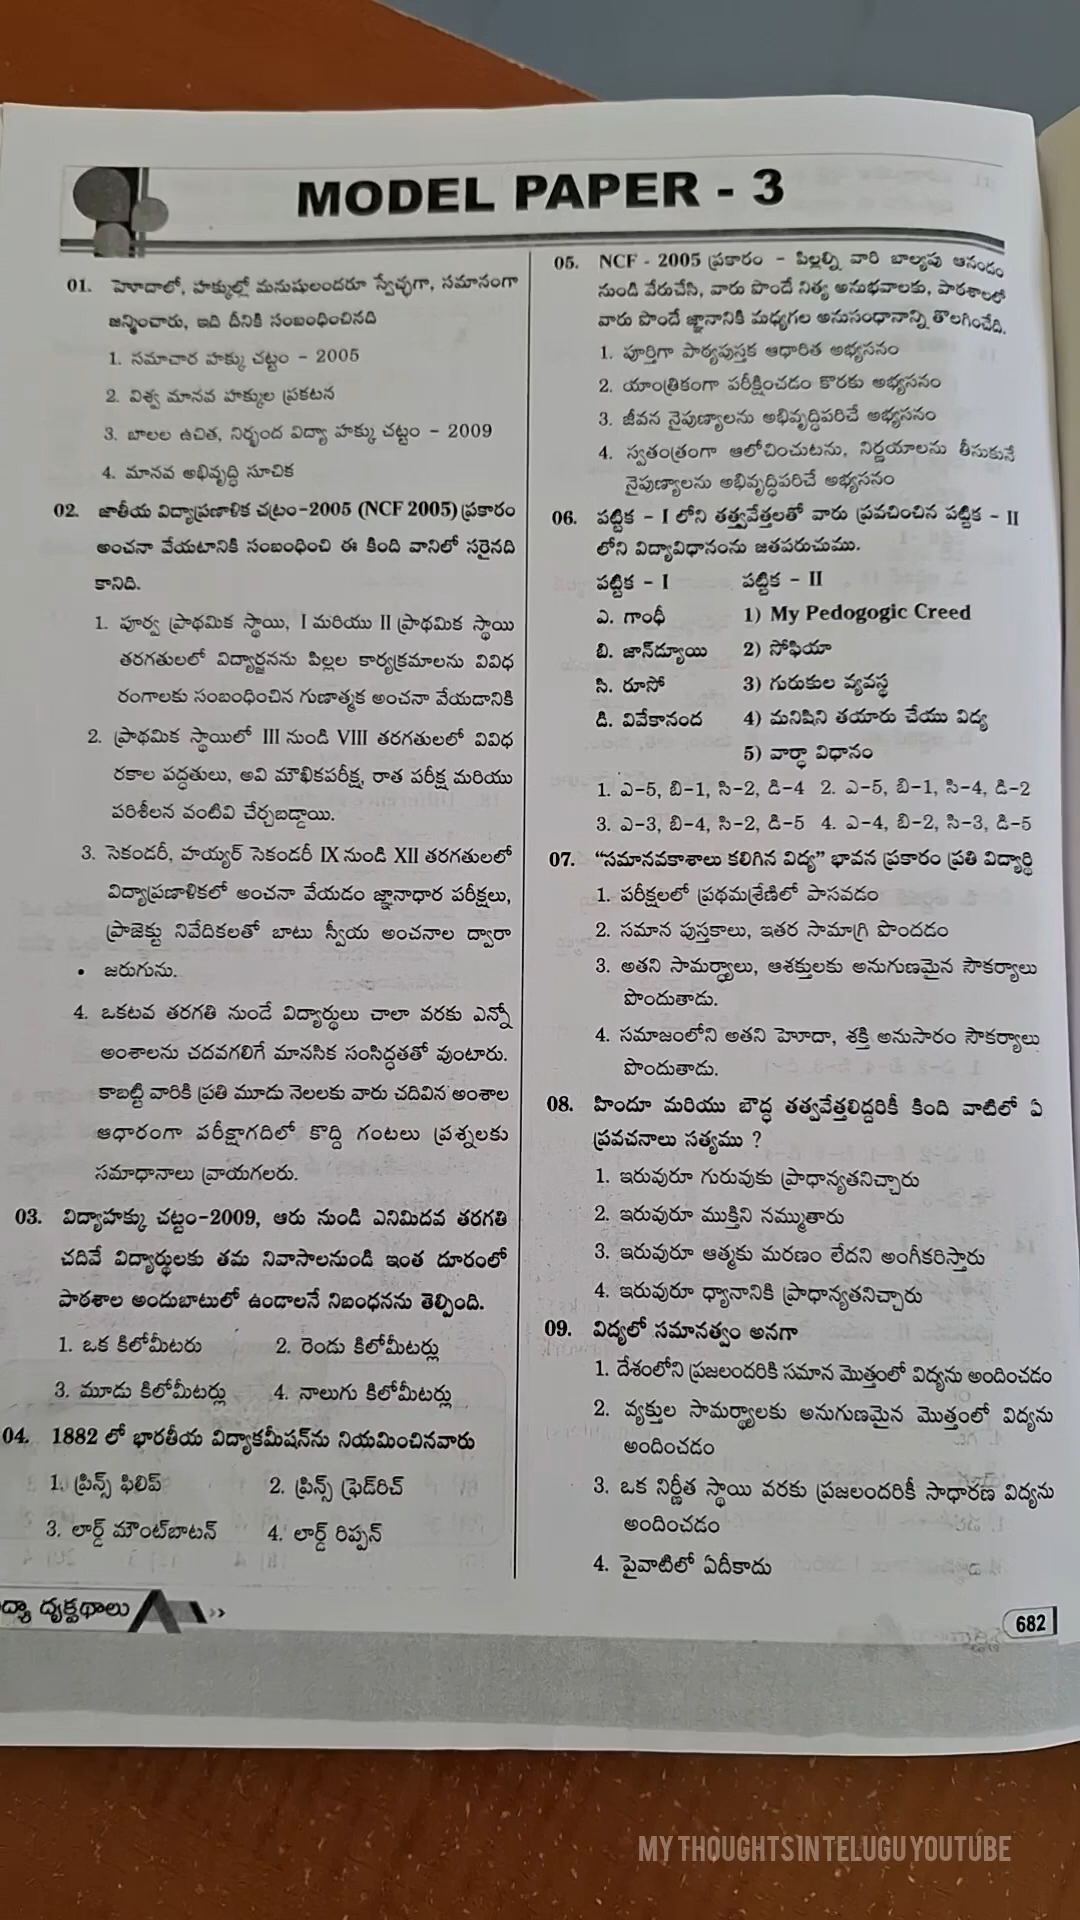 MODEL PAPER - 3
01. హెూదాలో, హక్కుల్లో మనుషులందరూ స్వేచ్ఛగా, సమానంగా
జన్మించారు, ఇది దీనికి సంబంధించినది
1. సమాచార హక్కు చట్టం - 2005
2. విశ్వ మానవ హక్కుల ప్రకటన
3. బాలల ఉచిత, నిర్బంద విద్యా హక్కు చట్టం - 2009
4. మానవ అభివృద్ధి సూచిక
02. జాతీయ విద్యాప్రణాళిక చట్రం-2005 (NCF 2005) ప్రకారం
అంచనా వేయటానికి సంబంధించి ఈ కింది వానిలో సరైనది
కానిది.
1. పూర్వ ప్రాథమిక స్థాయి, I మరియు II ప్రాథమిక స్థాయి
తరగతులలో విద్యార్జనను పిల్లల కార్యక్రమాలను వివిధ
రంగాలకు సంబంధించిన గుణాత్మక అంచనా వేయడానికి
2. ప్రాథమిక స్థాయిలో III నుండి VIII తరగతులలో వివిధ
రకాల పద్ధతులు, అవి మౌఖికపరీక్ష, రాత పరీక్ష మరియు
పరిశీలన వంటివి చేర్చబడ్డాయి.
3. సెకండరీ, హయ్యర్ సెకండరీ IX నుండి XII తరగతులలో
విద్యాప్రణాళికలో అంచనా వేయడం జ్ఞానాధార పరీక్షలు,
ప్రాజెక్టు నివేదికలతో బాటు స్వీయ అంచనాల ద్వారా
• జరుగును.
4. ఒకటవ తరగతి నుండే విద్యార్థులు చాలా వరకు ఎన్నో
అంశాలను చదవగలిగే మానసిక సంసిద్ధతతో వుంటారు.
కాబట్టి వారికి ప్రతి మూడు నెలలకు వారు చదివిన అంశాల
ఆధారంగా పరీక్షాగదిలో కొద్ది గంటలు ప్రశ్నలకు
సమాధానాలు వ్రాయగలరు.
03. విద్యాహక్కు చట్టం-2009, ఆరు నుండి ఎనిమిదవ తరగతి
చదివే విద్యార్థులకు తమ నివాసాలనుండి ఇంత దూరంలో
పాఠశాల అందుబాటులో ఉండాలనే నిబంధనను తెల్పింది.
1. ఒక కిలోమీటరు 2. రెండు కిలోమీటర్లు
3. మూడు కిలోమీటర్లు 4. నాలుగు కిలోమీటర్లు
04. 1882 లో భారతీయ విద్యాకమీషన్‌ను నియమించినవారు
1. ప్రిన్స్ ఫిలిప్ 2. ప్రిన్స్ ఫ్రెడ్‌రిచ్
3. లార్డ్ మౌంట్‌బాటన్ 4. లార్డ్ రిప్పన్
05. NCF - 2005 ప్రకారం - పిల్లల్ని వారి బాల్యపు ఆనందం
నుండి వేరుచేసి, వారు పొందే నిత్య అనుభవాలకు, పాఠశాలలో
వారు పొందే జ్ఞానానికి మధ్యగల అనుసంధానాన్ని తొలగించేది.
1. పూర్తిగా పాఠ్యపుస్తక ఆధారిత అభ్యసనం
2. యాంత్రికంగా పరీక్షించడం కొరకు అభ్యసనం
3. జీవన నైపుణ్యాలను అభివృద్ధిపరిచే అభ్యసనం
4. స్వతంత్రంగా ఆలోచించుటను, నిర్ణయాలను తీసుకునే
నైపుణ్యాలను అభివృద్ధిపరిచే అభ్యసనం
06. పట్టిక - I లోని తత్త్వవేత్తలతో వారు ప్రవచించిన పట్టిక - II
లోని విద్యావిధానంను జతపరుచుము.
పట్టిక - I పట్టిక - II
ఎ. గాంధీ 1) My Pedogogic Creed
బి. జాన్‌డ్యూయి 2) సోఫియా
సి. రూసో 3) గురుకుల వ్యవస్థ
డి. వివేకానంద 4) మనిషిని తయారు చేయు విద్య
5) వార్ధా విధానం
1. ఎ-5, బి-1, సి-2, డి-4 2. ఎ-5, బి-1, సి-4, డి-2
3. ఎ-3, బి-4, సి-2, డి-5 4. ఎ-4, బి-2, సి-3, డి-5
07. “సమానవకాశాలు కలిగిన విద్య” భావన ప్రకారం ప్రతి విద్యార్థి
1. పరీక్షలలో ప్రథమశ్రేణిలో పాసవడం
2. సమాన పుస్తకాలు, ఇతర సామాగ్రి పొందడం
3. అతని సామర్థ్యాలు, ఆశక్తులకు అనుగుణమైన సౌకర్యాలు
పొందుతాడు.
4. సమాజంలోని అతని హెూదా, శక్తి అనుసారం సౌకర్యాలు
పొందుతాడు.
08. హిందూ మరియు బౌద్ధ తత్వవేత్తలిద్దరికీ కింది వాటిలో ఏ
ప్రవచనాలు సత్యము ?
1. ఇరువురూ గురువుకు ప్రాధాన్యతనిచ్చారు
2. ఇరువురూ ముక్తిని నమ్ముతారు
3. ఇరువురూ ఆత్మకు మరణం లేదని అంగీకరిస్తారు
4. ఇరువురూ ధ్యానానికి ప్రాధాన్యతనిచ్చారు
09. విద్యలో సమానత్వం అనగా
1. దేశంలోని ప్రజలందరికి సమాన మొత్తంలో విద్యను అందించడం
2. వ్యక్తుల సామర్థ్యాలకు అనుగుణమైన మొత్తంలో విద్యను
అందించడం
3. ఒక నిర్ణీత స్థాయి వరకు ప్రజలందరికీ సాధారణ విద్యను
అందించడం
4. పైవాటిలో ఏదీకాదు
ద్యా దృక్పథాలు
682
MY THOUGHTS IN TELUGU YOUTUBE